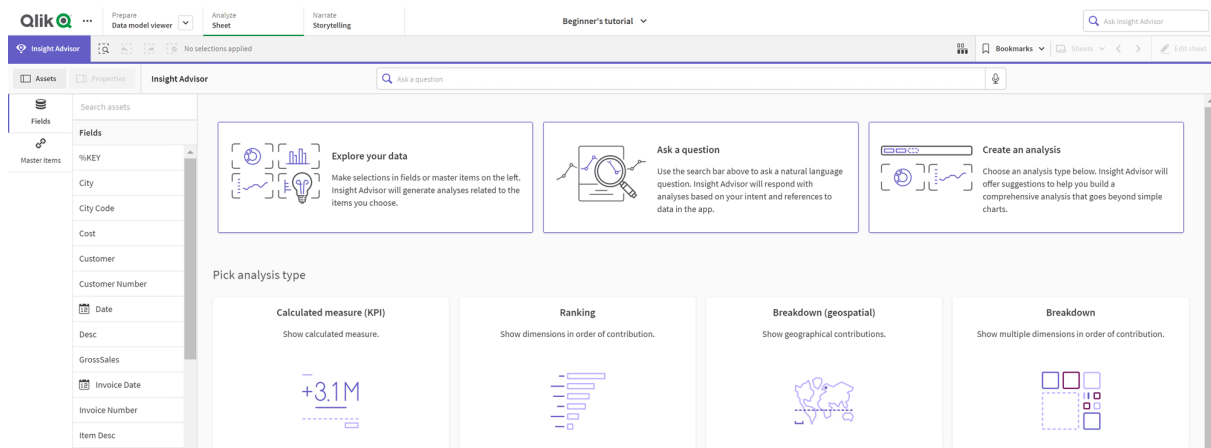 Qlik
Prepare
Data model viewer
Analyze
Sheet
Narrate
Storytelling
Beginner's tutorial
Ask Insight Advisor
Insight Advisor
No selections applied
Bookmarks
Sheets
Edit sheet
Assets
Properties
Insight Advisor
Ask a question
Fields
Master items
Search assets
Fields
%KEY
City
City Code
Cost
Customer
Customer Number
Date
Desc
GrossSales
Invoice Date
Invoice Number
Item Desc
Explore your data
Make selections in fields or master items on the left.
Insight Advisor will generate analyses related to the
items you choose.
Ask a question
Use the search bar above to ask a natural language
question. Insight Advisor will respond with
analyses based on your intent and references to
data in the app.
Create an analysis
Choose an analysis type below. Insight Advisor will
offer suggestions to help you build a
comprehensive analysis that goes beyond simple
charts.
Pick analysis type
Calculated measure (KPI)
Show calculated measure.
+3.1M
Ranking
Show dimensions in order of contribution.
Breakdown (geospatial)
Show geographical contributions.
Breakdown
Show multiple dimensions in order of contribution.